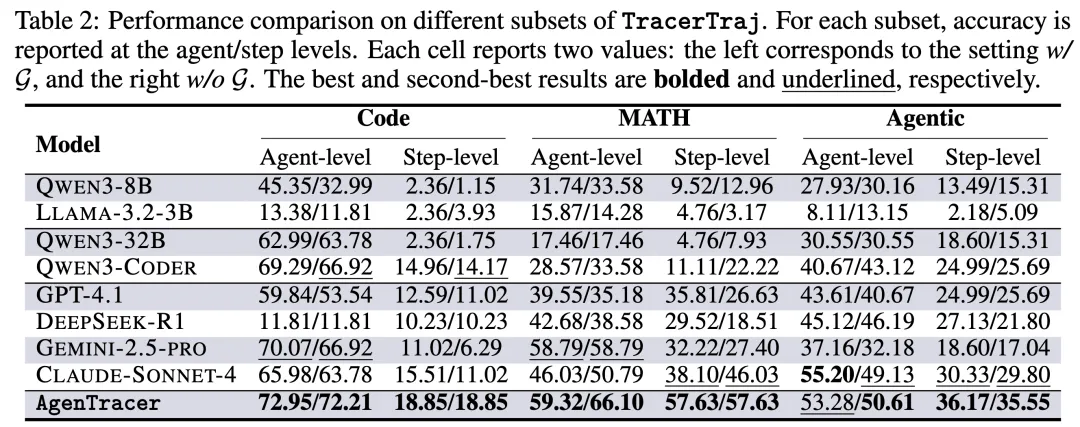 Table 2: Performance comparison on different subsets of TracerTraj. For each subset, accuracy is
reported at the agent/step levels. Each cell reports two values: the left corresponds to the setting w/
𝒢, and the right w/o 𝒢. The best and second-best results are bolded and underlined, respectively.
Model Code MATH Agentic
Agent-level Step-level Agent-level Step-level Agent-level Step-level
QWEN3-8B 45.35/32.99 2.36/1.15 31.74/33.58 9.52/12.96 27.93/30.16 13.49/15.31
LLAMA-3.2-3B 13.38/11.81 2.36/3.93 15.87/14.28 4.76/3.17 8.11/13.15 2.18/5.09
QWEN3-32B 62.99/63.78 2.36/1.75 17.46/17.46 4.76/7.93 30.55/30.55 18.60/15.31
QWEN3-CODER 69.29/66.92 14.96/14.17 28.57/33.58 11.11/22.22 40.67/43.12 24.99/25.69
GPT-4.1 59.84/53.54 12.59/11.02 39.55/35.18 35.81/26.63 43.61/40.67 24.99/25.69
DEEPSEEK-R1 11.81/11.81 10.23/10.23 42.68/38.58 29.52/18.51 45.12/46.19 27.13/21.80
GEMINI-2.5-PRO 70.07/66.92 11.02/6.29 58.79/58.79 32.22/27.40 37.16/32.18 18.60/17.04
CLAUDE-SONNET-4 65.98/63.78 15.51/11.02 46.03/50.79 38.10/46.03 55.20/49.13 30.33/29.80
AgenTracer 72.95/72.21 18.85/18.85 59.32/66.10 57.63/57.63 53.28/50.61 36.17/35.55